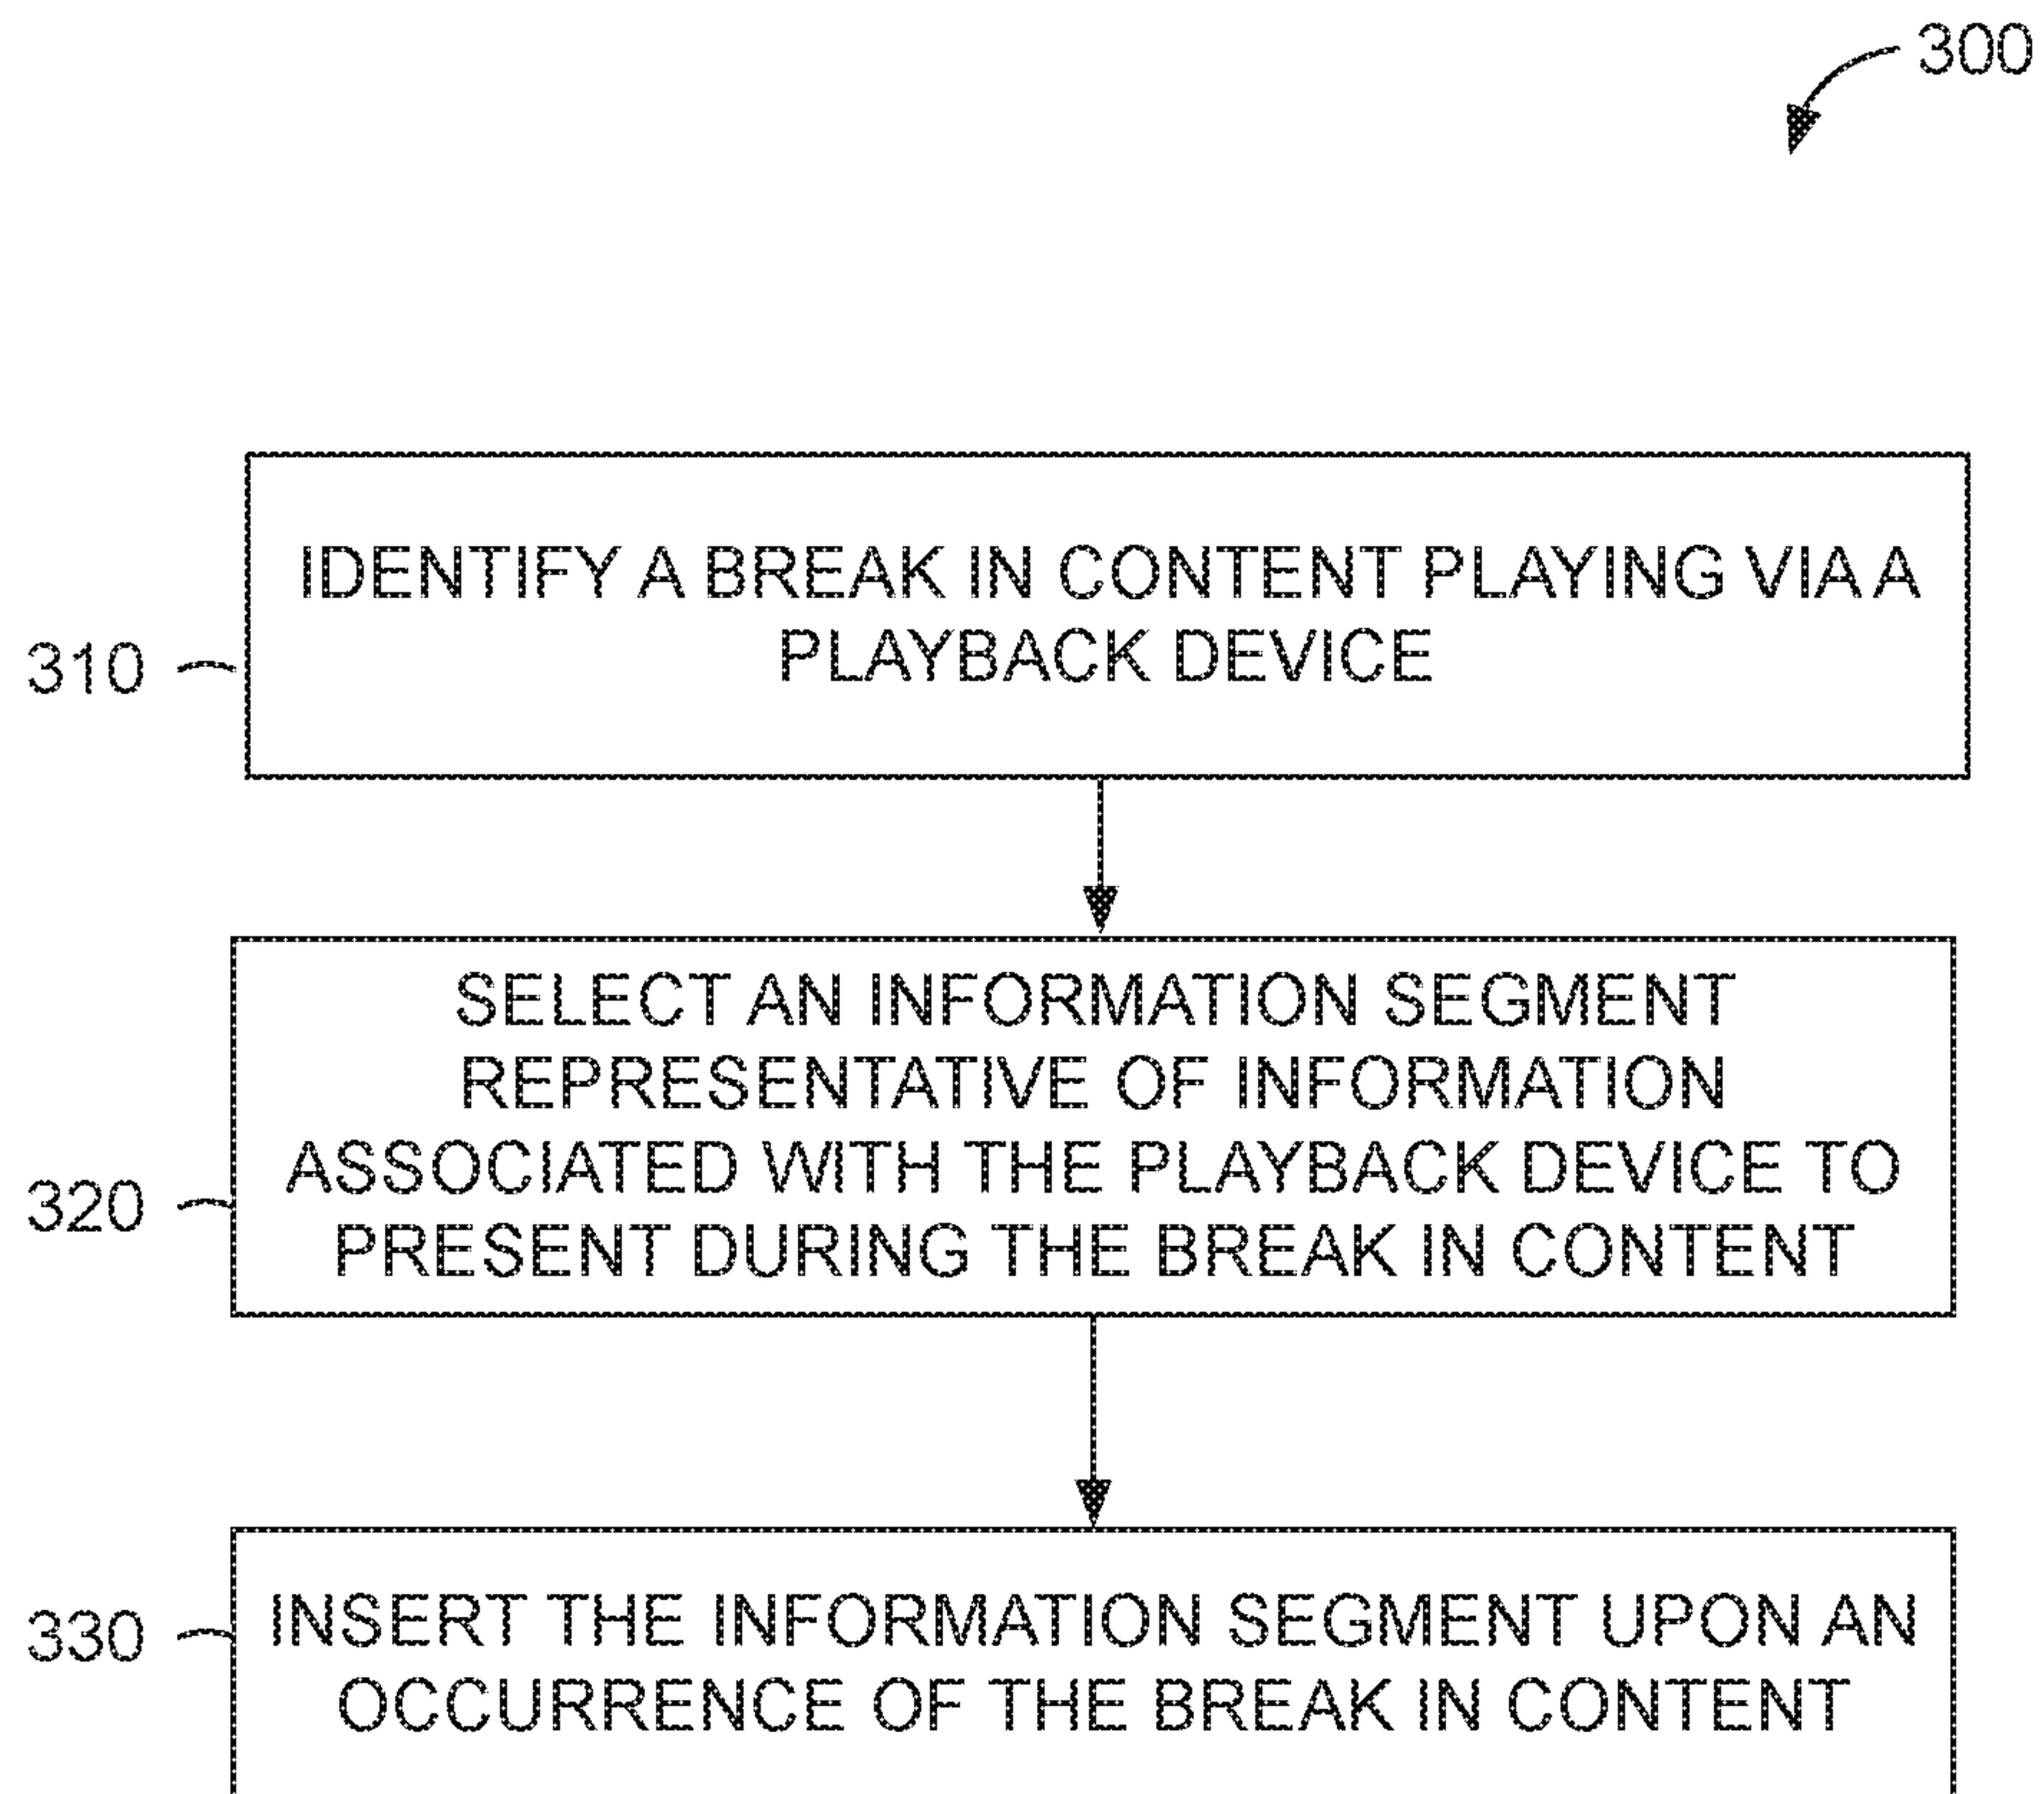 300
IDENTIFY A BREAK IN CONTENT PLAYING VIA A
PLAYBACK DEVICE
310
SELECT AN INFORMATION SEGMENT
REPRESENTATIVE OF INFORMATION
ASSOCIATED WITH THE PLAYBACK DEVICE TO
PRESENT DURING THE BREAK IN CONTENT
320
INSERT THE INFORMATION SEGMENT UPON AN
OCCURRENCE OF THE BREAK IN CONTENT
330